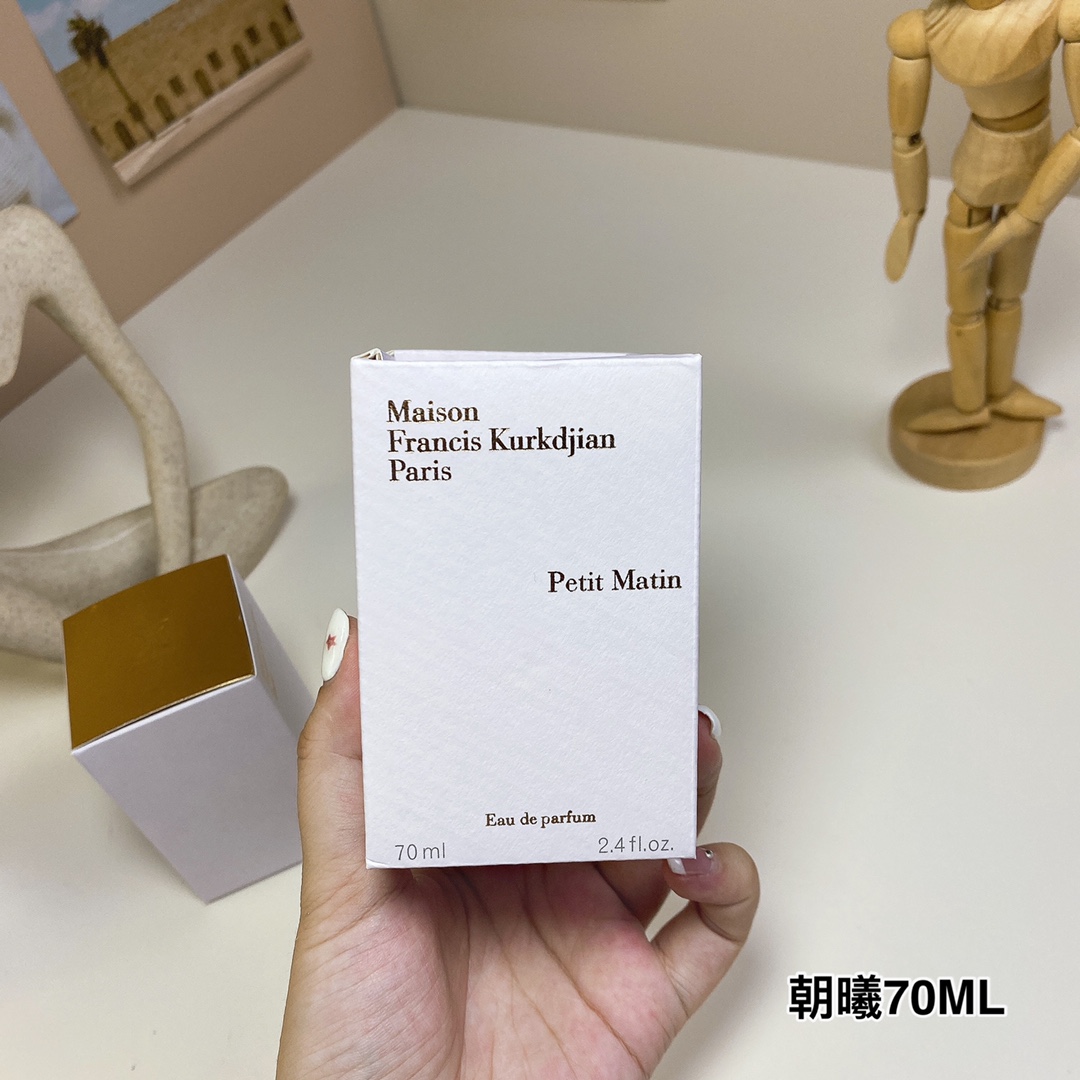 Maison
Francis Kurkdjian
Paris
Petit Matin
Eau de parfum
70 ml
2.4 fl.oz.
朝曦70ML